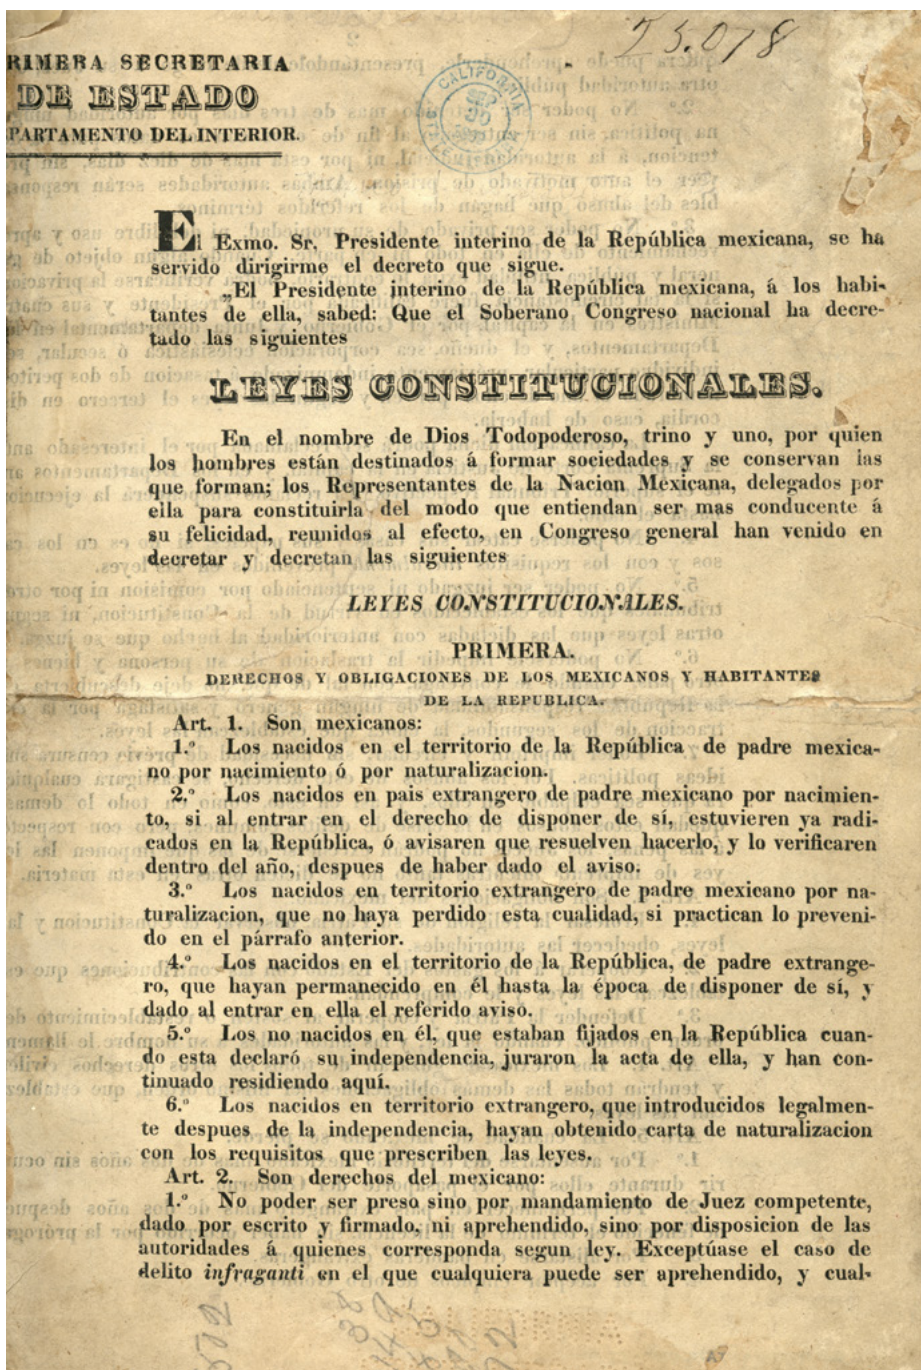 25.078
RIMERA SECRETARIA
DE ESTADO
PARTAMENTO DEL INTERIOR.
CALIFORNIA
El Exmo. Sr. Presidente interino de la República mexicana, se ha
servido dirigirme el decreto que sigue.
„El Presidente interino de la República mexicana, á los habi-
tantes de ella, sabed: Que el Soberano Congreso nacional ha decre-
tado las siguientes
LEYES CONSTITUCIONALES.
En el nombre de Dios Todopoderoso, trino y uno, por quien
los hombres están destinados á formar sociedades y se conservan las
que forman; los Representantes de la Nacion Mexicana, delegados por
ella para constituirla del modo que entiendan ser mas conducente á
su felicidad, reunidos al efecto, en Congreso general han venido en
decretar y decretan las siguientes
LEYES CONSTITUCIONALES.
PRIMERA.
DERECHOS Y OBLIGACIONES DE LOS MEXICANOS Y HABITANTES
DE LA REPUBLICA.
Art. 1. Son mexicanos:
1.º Los nacidos en el territorio de la República de padre mexica-
no por nacimiento ó por naturalizacion.
2.º Los nacidos en pais extrangero de padre mexicano por nacimien-
to, si al entrar en el derecho de disponer de sí, estuvieren ya radi-
cados en la República, ó avisaren que resuelven hacerlo, y lo verificaren
dentro del año, despues de haber dado el aviso.
3.º Los nacidos en territorio extrangero de padre mexicano por na-
turalizacion, que no haya perdido esta cualidad, si practican lo preveni-
do en el párrafo anterior.
4.º Los nacidos en el territorio de la República, de padre extrange-
ro, que hayan permanecido en él hasta la época de disponer de sí, y
dado al entrar en ella el referido aviso.
5.º Los no nacidos en él, que estaban fijados en la República cuan-
do esta declaró su independencia, juraron la acta de ella, y han con-
tinuado residiendo aquí.
6.º Los nacidos en territorio extrangero, que introducidos legalmen-
te despues de la independencia, hayan obtenido carta de naturalizacion
con los requisitos que prescriben las leyes.
Art. 2. Son derechos del mexicano:
1.º No poder ser preso sino por mandamiento de Juez competente,
dado por escrito y firmado, ni aprehendido, sino por disposicion de las
autoridades á quienes corresponda segun ley. Exceptúase el caso de
delito infraganti en el que cualquiera puede ser aprehendido, y cual-